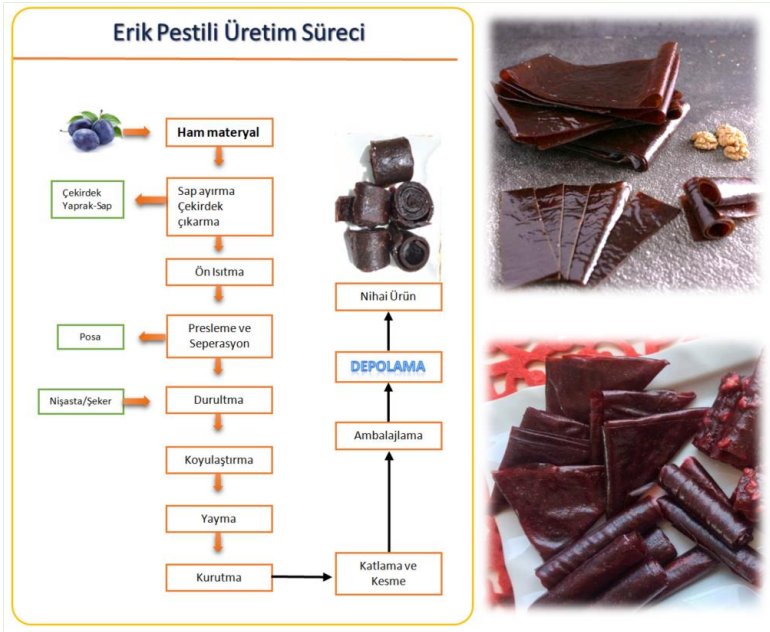 Erik Pestili Üretim Süreci
Ham materyal
Çekirdek
Yaprak-Sap
Sap ayırma
Çekirdek
çıkarma
Ön Isıtma
Posa
Presleme ve
Seperasyon
Nişasta/Şeker
Durultma
Koyulaştırma
Yayma
Kurutma
Katlama ve
Kesme
Ambalajlama
DEPOLAMA
Nihai Ürün